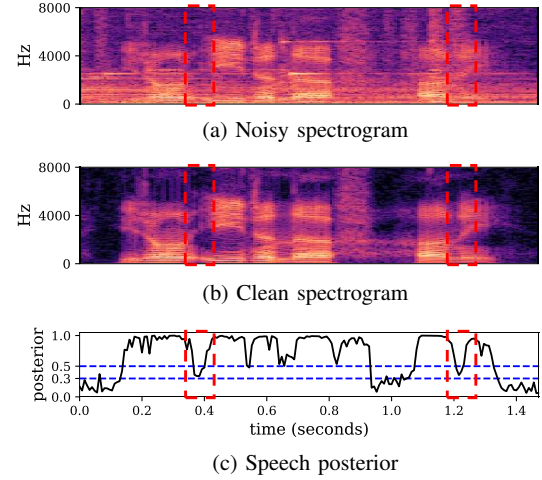 8000
Hz
4000
0
(a) Noisy spectrogram
8000
Hz
4000
0
(b) Clean spectrogram
posterior
1.0
0.5
0.3
0.0
0.0 0.2 0.4 0.6 0.8 1.0 1.2 1.4
time (seconds)
(c) Speech posterior